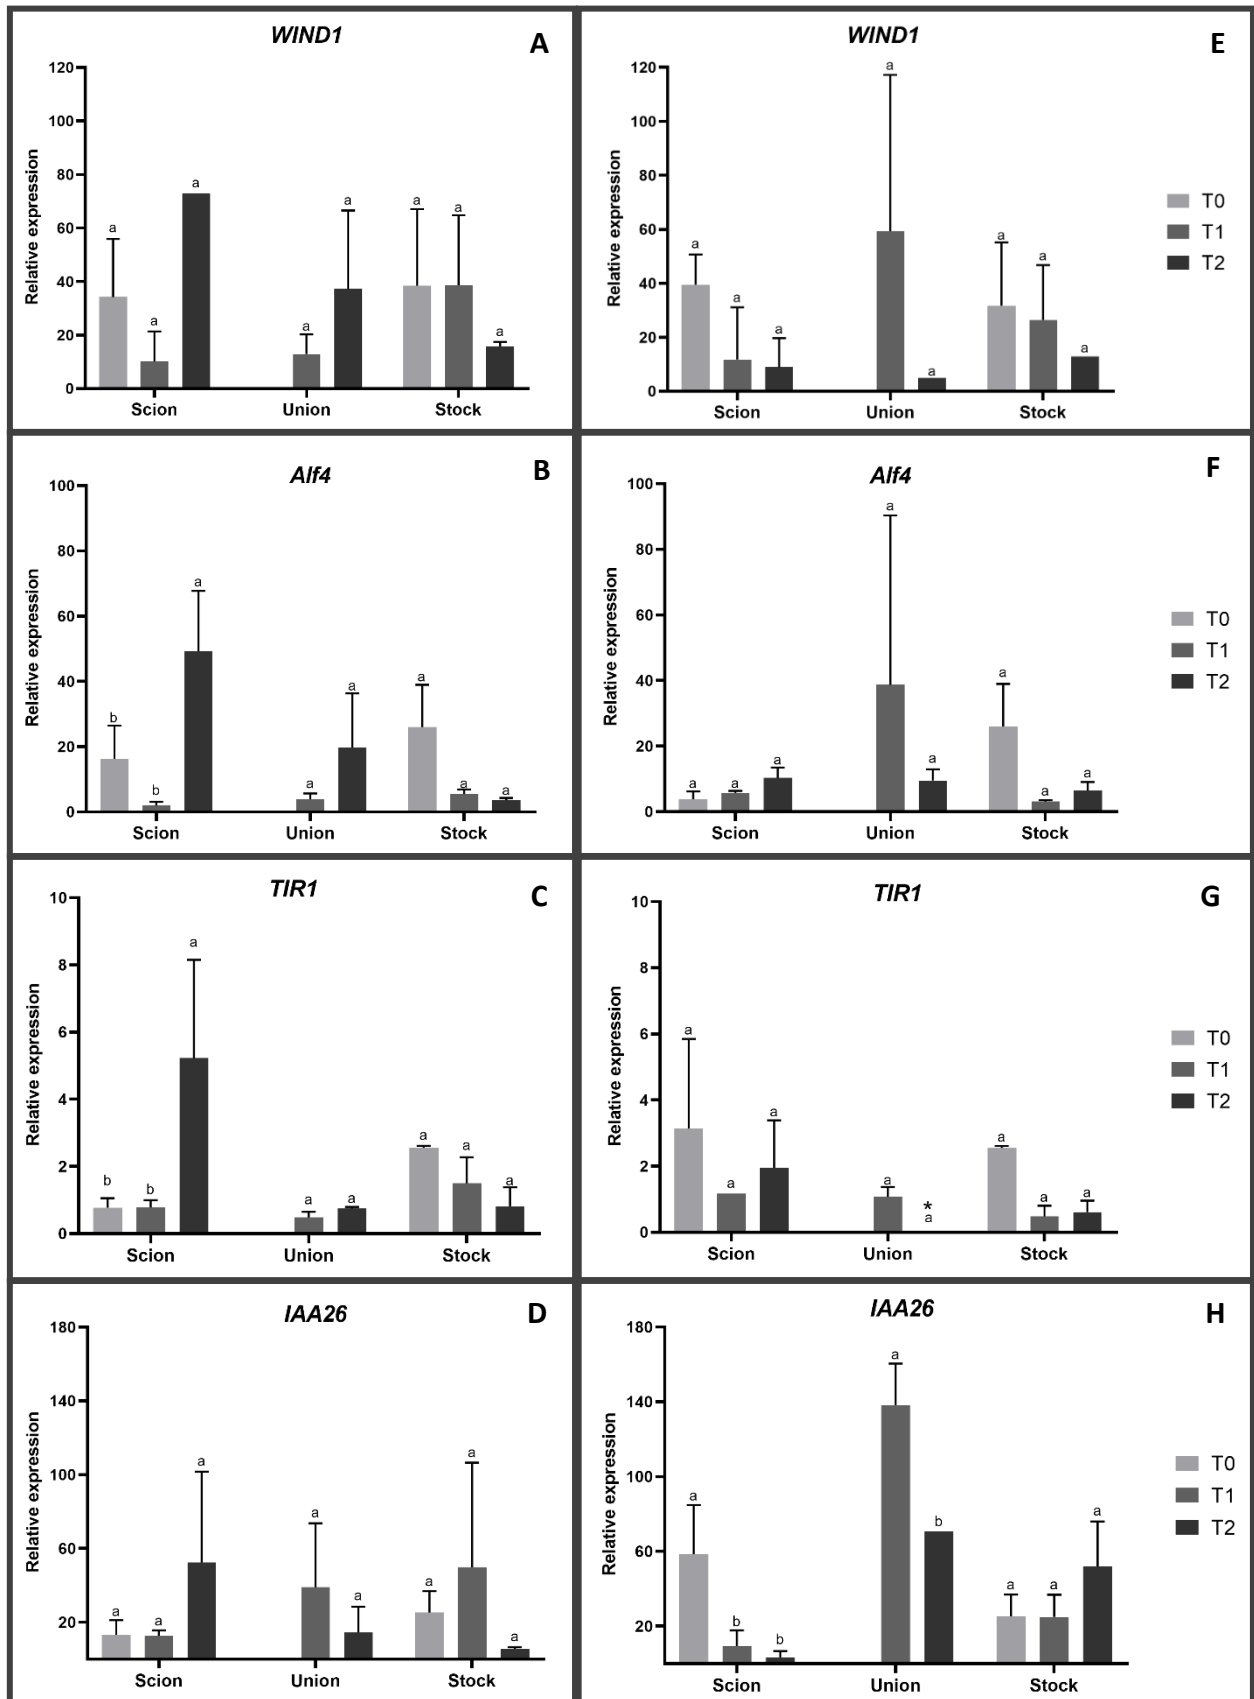 WIND1 A
120
100
80
60
40
20
0
Relative expression
a a a a a a a a
Scion Union Stock
WIND1 E
120
100
80
60
40
20
0
Relative expression
a a a a a a a a
Scion Union Stock
T0
T1
T2
Alf4 B
100
80
60
40
20
0
Relative expression
b b a a a a a a
Scion Union Stock
Alf4 F
100
80
60
40
20
0
Relative expression
a a a a a a a a
Scion Union Stock
T0
T1
T2
TIR1 C
10
8
6
4
2
0
Relative expression
b b a a a a a a
Scion Union Stock
TIR1 G
10
8
6
4
2
0
Relative expression
a a a a * a a a a
Scion Union Stock
T0
T1
T2
IAA26 D
180
140
100
60
20
Relative expression
a a a a a a a a
Scion Union Stock
IAA26 H
180
140
100
60
20
Relative expression
a b b a b a a a
Scion Union Stock
T0
T1
T2